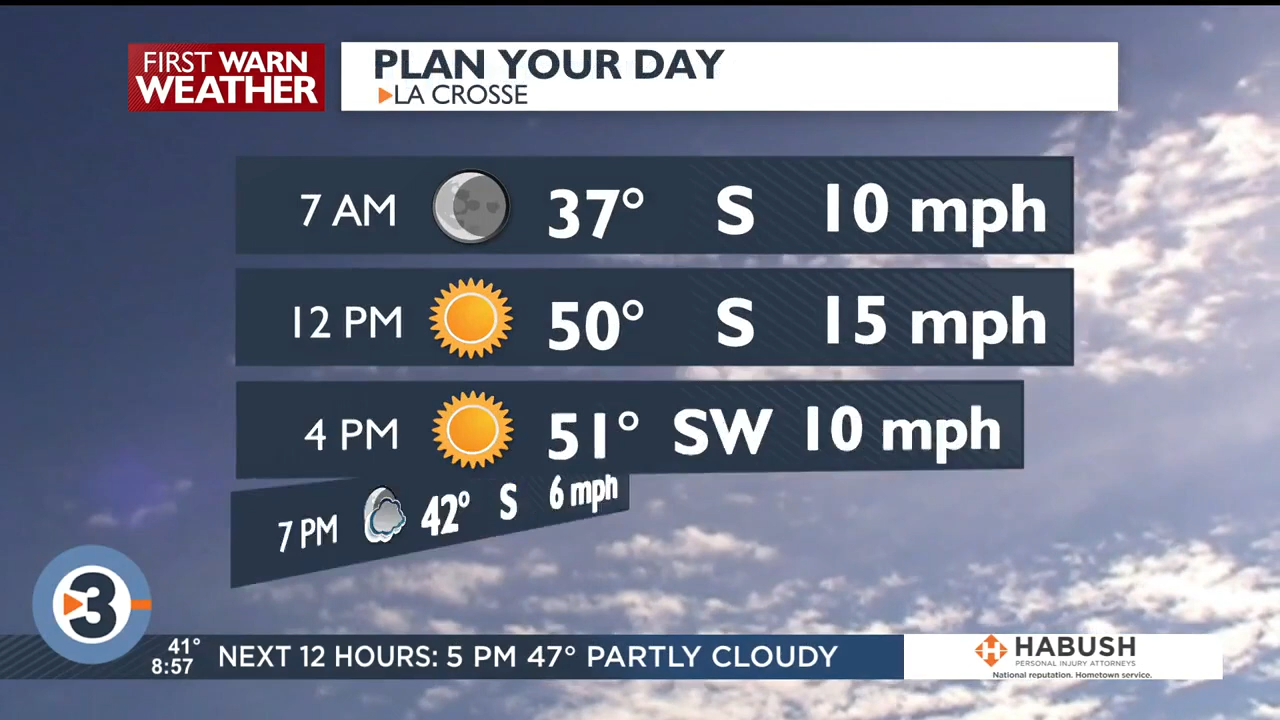 FIRST WARN
WEATHER
PLAN YOUR DAY
LA CROSSE
7 AM 37° S 10 mph
12 PM 50° S 15 mph
4 PM 51° SW 10 mph
7 PM 42° S 6 mph
3
41°
8:57
NEXT 12 HOURS: 5 PM 47° PARTLY CLOUDY
H HABUSH
PERSONAL INJURY ATTORNEYS
National reputation. Hometown service.